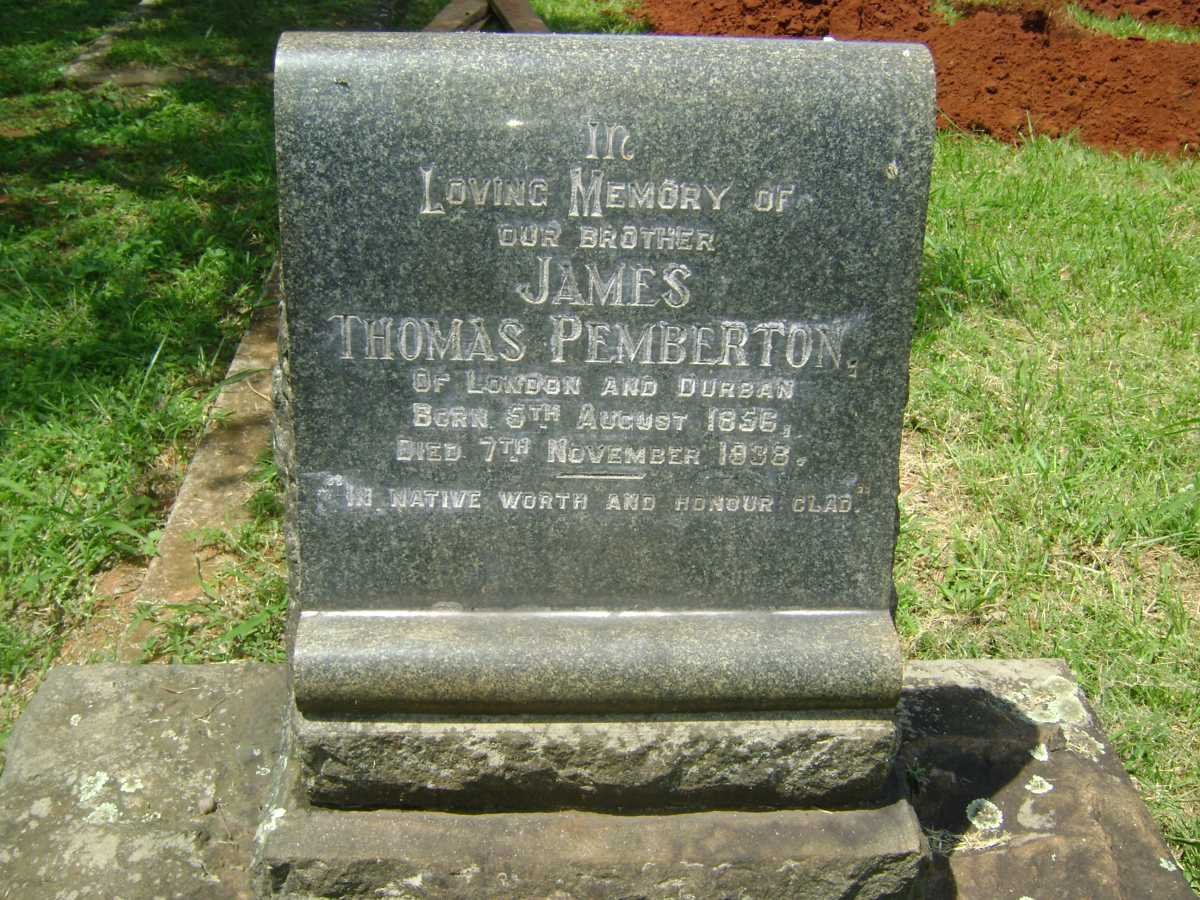 In
Loving Memory of
our brother
James
Thomas Pemberton,
Of London and Durban
Born 5th August 1856,
Died 7th November 1938.
"In native worth and honour clad."